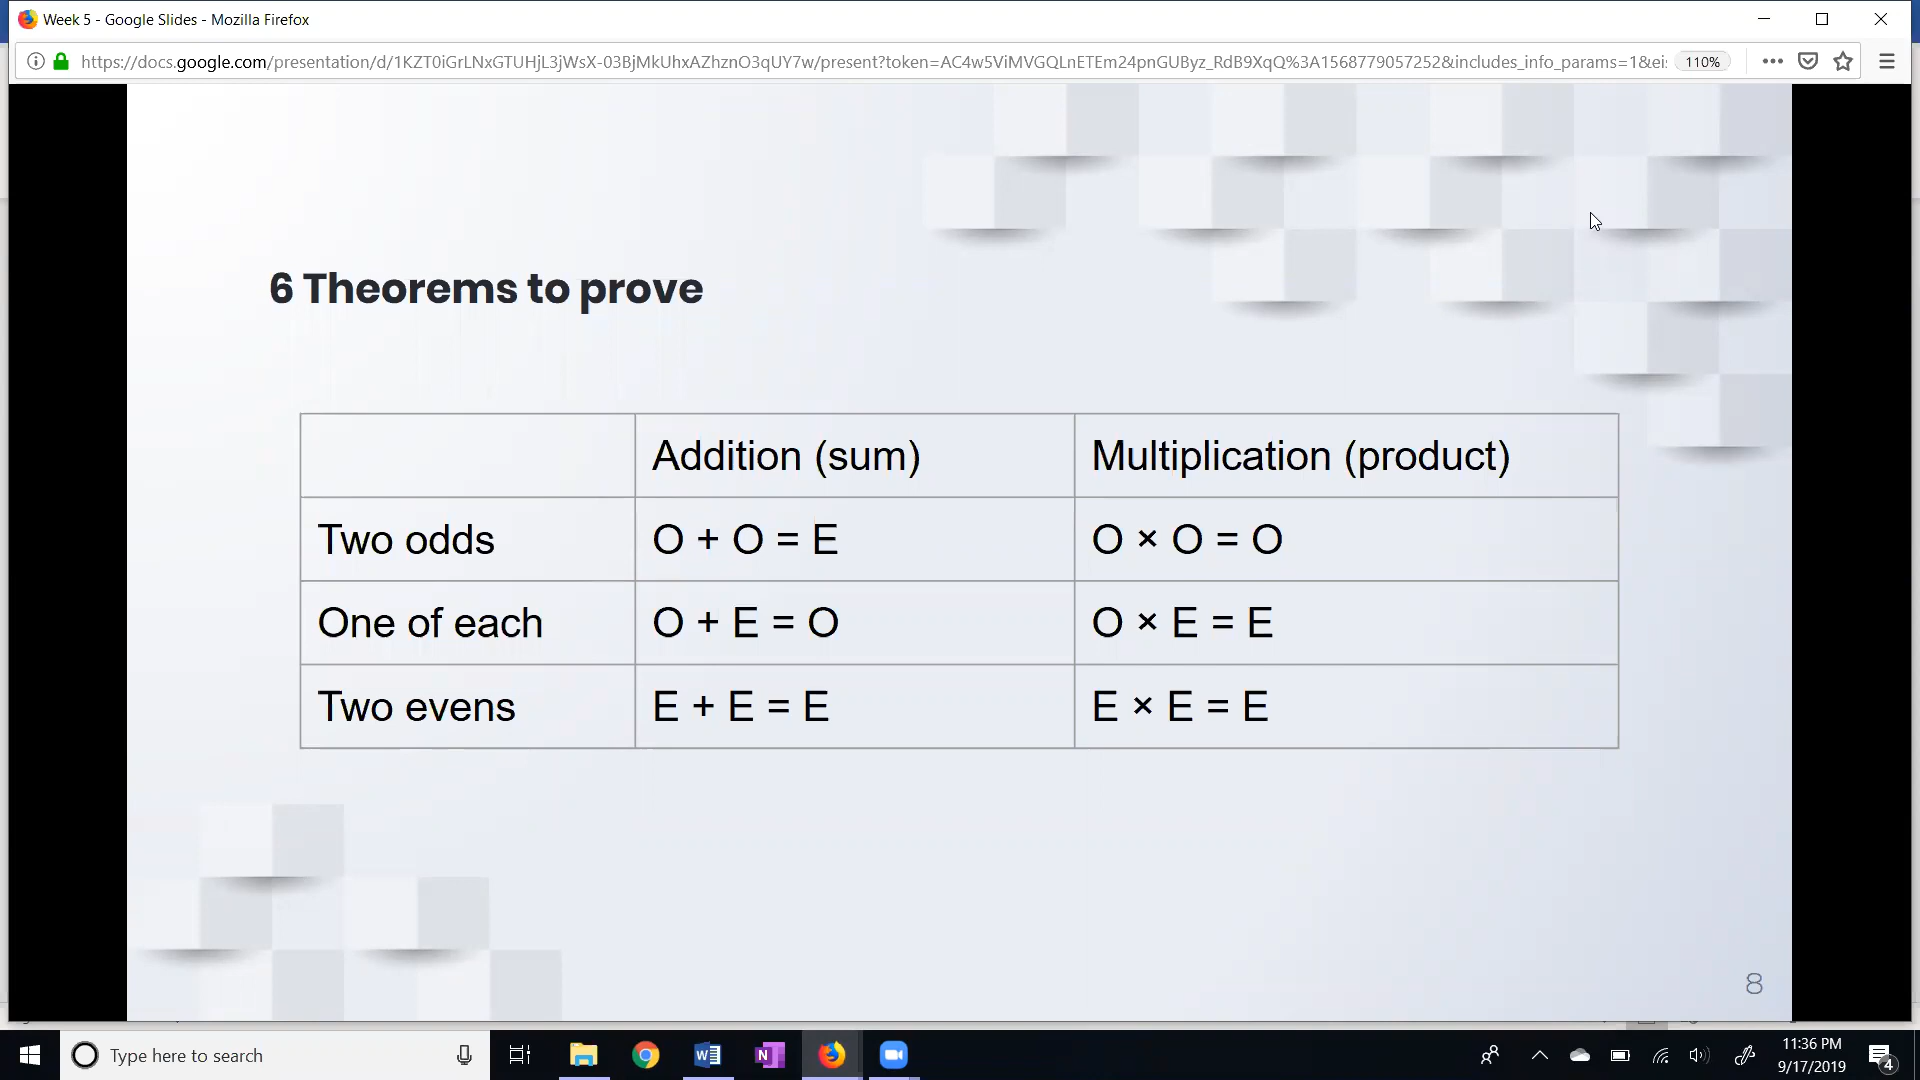 Week 5 - Google Slides - Mozilla Firefox
https://docs.google.com/presentation/d/1KZT0iGrLNxGTUHjL3jWsX-03BjMkUhxAZhznO3qUY7w/present?token=AC4w5ViMVGQLnETEm24pnGUByz_RdB9XqQ%3A1568779057252&includes_info_params=1&eis 110%
6 Theorems to prove
Addition (sum) Multiplication (product)
Two odds O + O = E O × O = O
One of each O + E = O O × E = E
Two evens E + E = E E × E = E
8
Type here to search
11:36 PM
9/17/2019
4